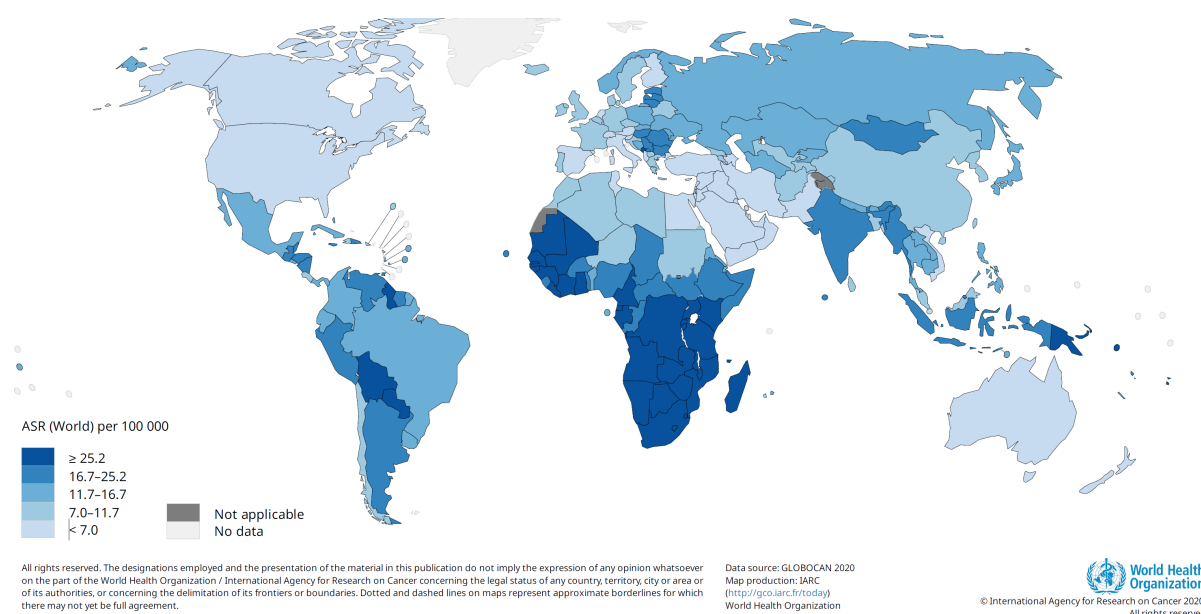 ASR (World) per 100 000
≥ 25.2
16.7–25.2
11.7–16.7
7.0–11.7
< 7.0
Not applicable
No data
All rights reserved. The designations employed and the presentation of the material in this publication do not imply the expression of any opinion whatsoever
on the part of the World Health Organization / International Agency for Research on Cancer concerning the legal status of any country, territory, city or area or
of its authorities, or concerning the delimitation of its frontiers or boundaries. Dotted and dashed lines on maps represent approximate borderlines for which
there may not yet be full agreement.
Data source: GLOBOCAN 2020
Map production: IARC
(http://gco.iarc.fr/today)
World Health Organization
World Health
Organization
© International Agency for Research on Cancer 2020
All rights reserved